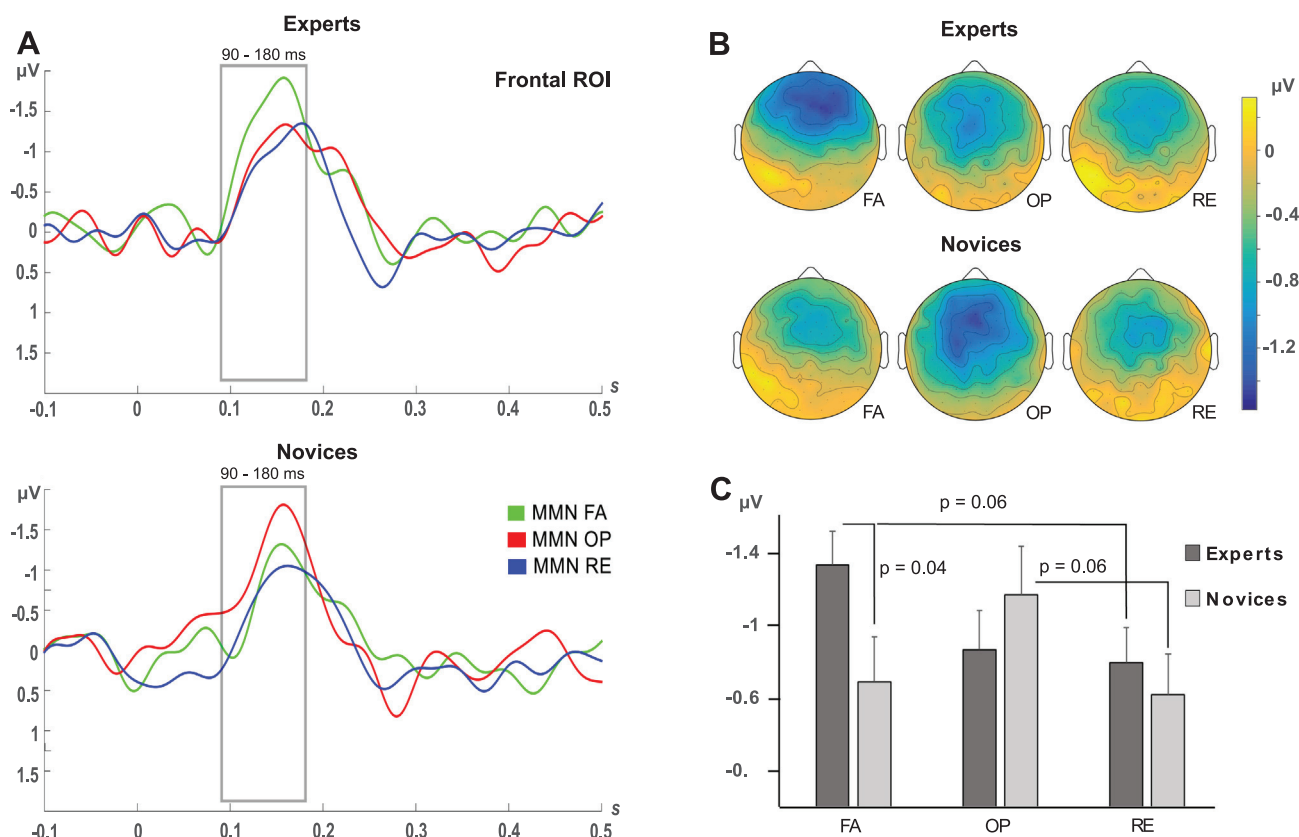 A
Experts
90 - 180 ms
µV
Frontal ROI
-1.5
-1
-0.5
0
0.5
1
1.5
s
-0.1
0
0.1
0.2
0.3
0.4
0.5
Novices
90 - 180 ms
µV
-1.5
-1
-0.5
0
0.5
1
1.5
MMN FA
MMN OP
MMN RE
s
-0.1
0
0.1
0.2
0.3
0.4
0.5
B
Experts
FA
OP
RE
Novices
FA
OP
RE
µV
0
-0.4
-0.8
-1.2
C
µV
-1.4
-1
-0.6
-0.
p = 0.06
p = 0.04
p = 0.06
Experts
Novices
FA
OP
RE